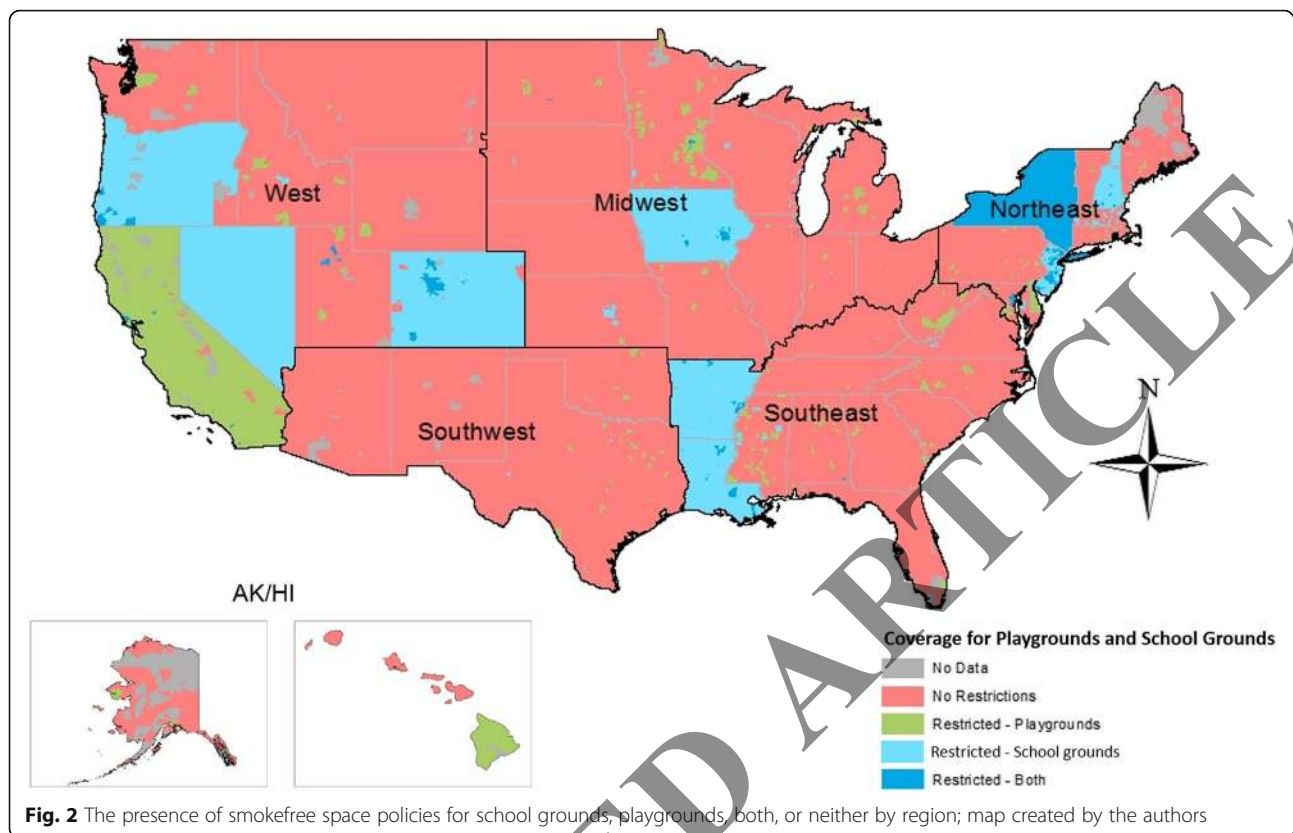 West
Midwest
Northeast
Southwest
Southeast
N
AK/HI
Coverage for Playgrounds and School Grounds
No Data
No Restrictions
Restricted - Playgrounds
Restricted - School grounds
Restricted - Both
ED ARTICLE
Fig. 2 The presence of smokefree space policies for school grounds, playgrounds, both, or neither by region; map created by the authors